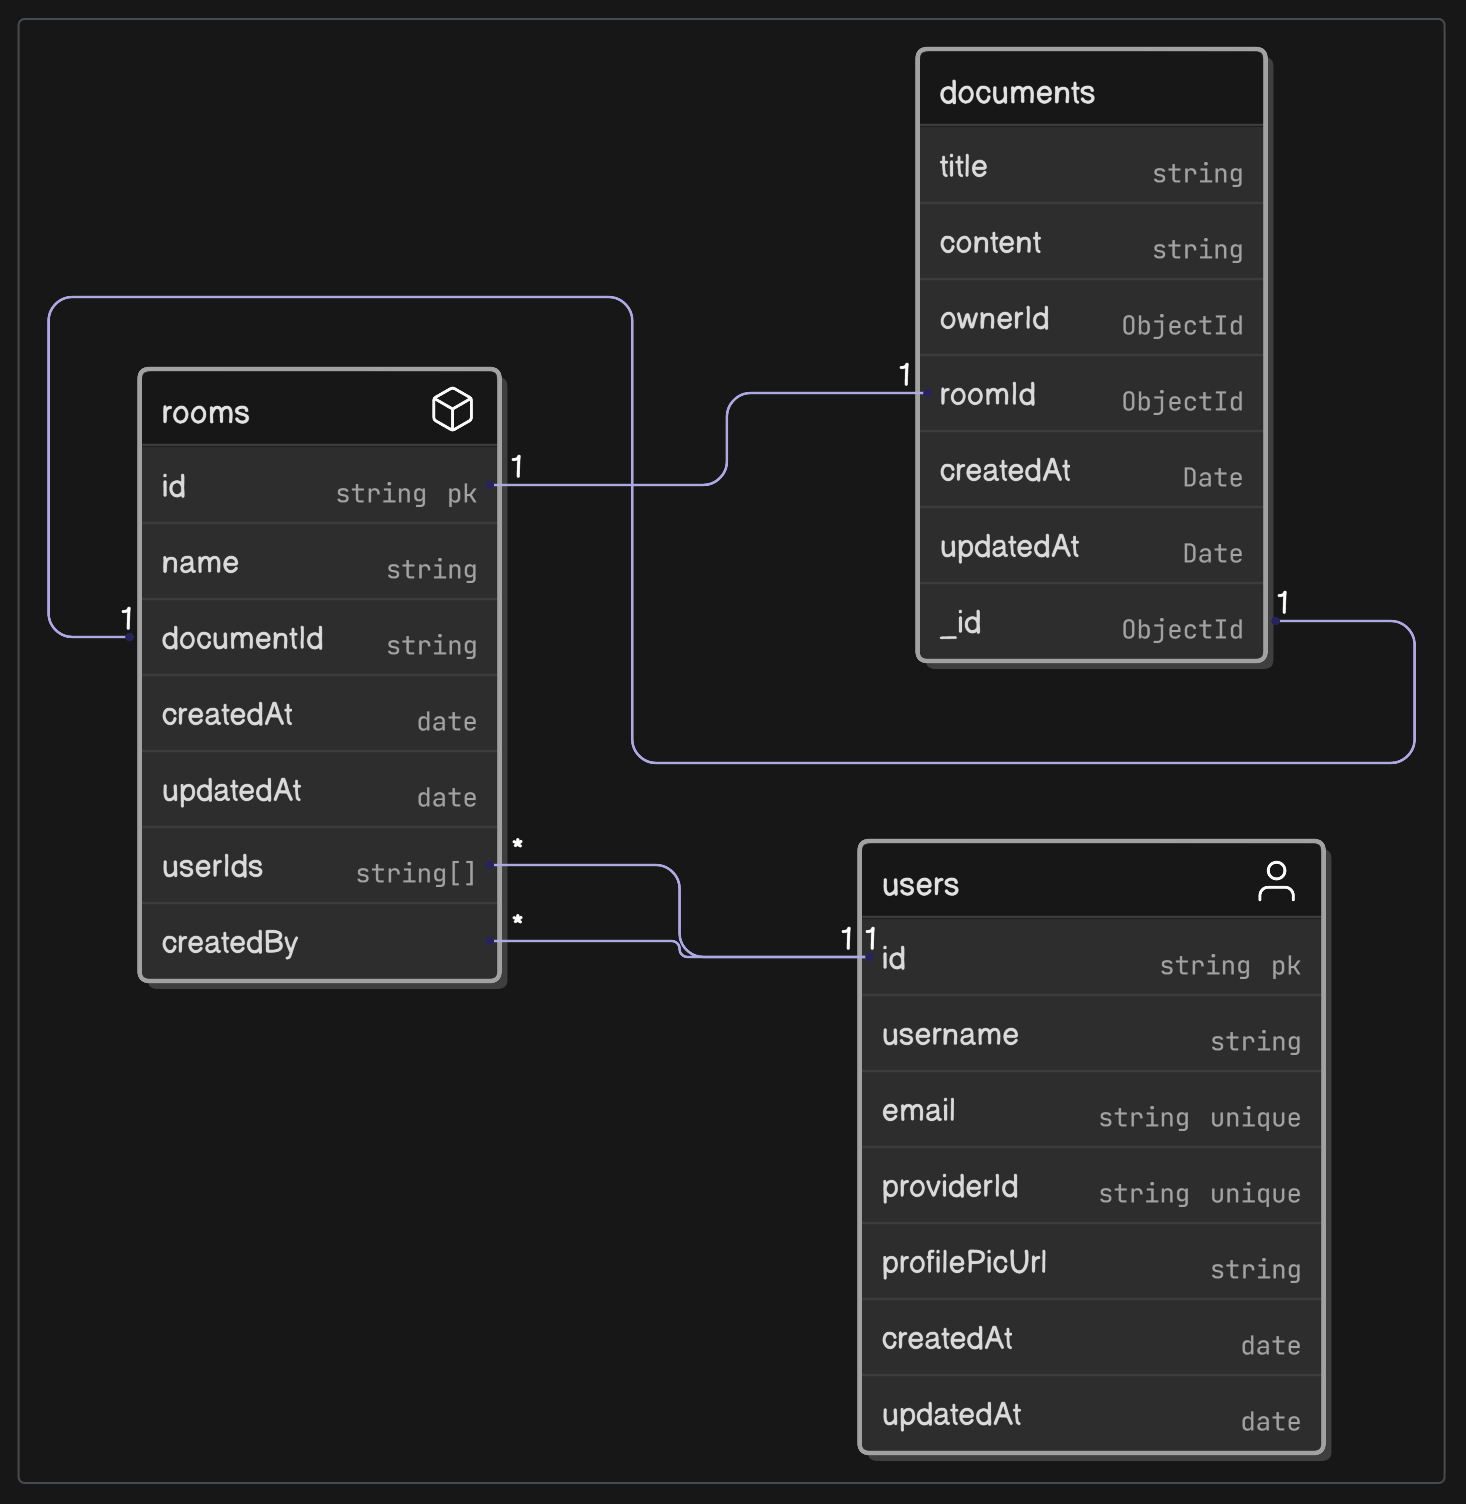 documents
title string
content string
ownerId ObjectId
1
roomId ObjectId
createdAt Date
updatedAt Date
1
_id ObjectId
rooms
1
id string pk
name string
1
documentId string
createdAt date
updatedAt date
*
userIds string[]
*
createdBy
users
1 1
id string pk
username string
email string unique
providerId string unique
profilePicUrl string
createdAt date
updatedAt date